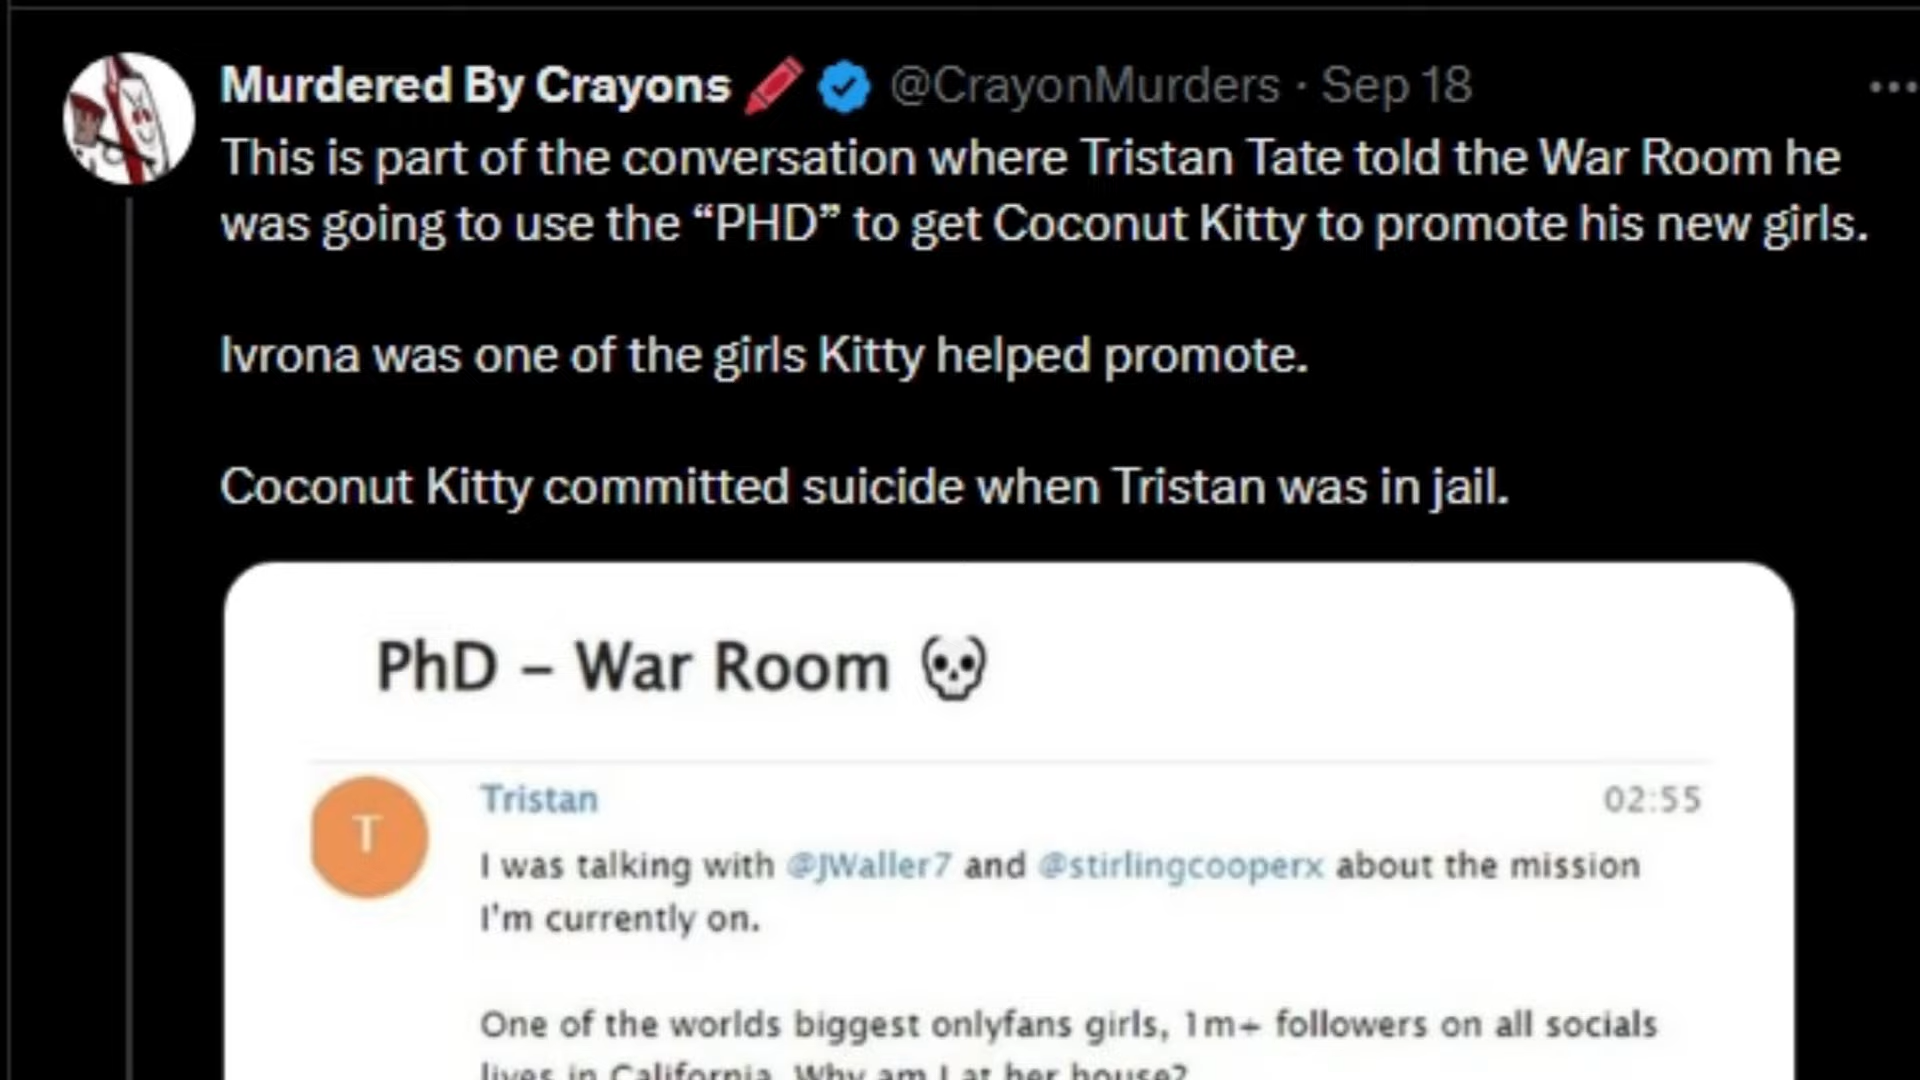 Murdered By Crayons @CrayonMurders · Sep 18
This is part of the conversation where Tristan Tate told the War Room he
was going to use the “PHD” to get Coconut Kitty to promote his new girls.
Ivrona was one of the girls Kitty helped promote.
Coconut Kitty committed suicide when Tristan was in jail.
PhD – War Room
T
Tristan 02:55
I was talking with @JWaller7 and @stirlingcooperx about the mission
I'm currently on.
One of the worlds biggest onlyfans girls, 1m+ followers on all socials
lives in California. Why am I at her house?